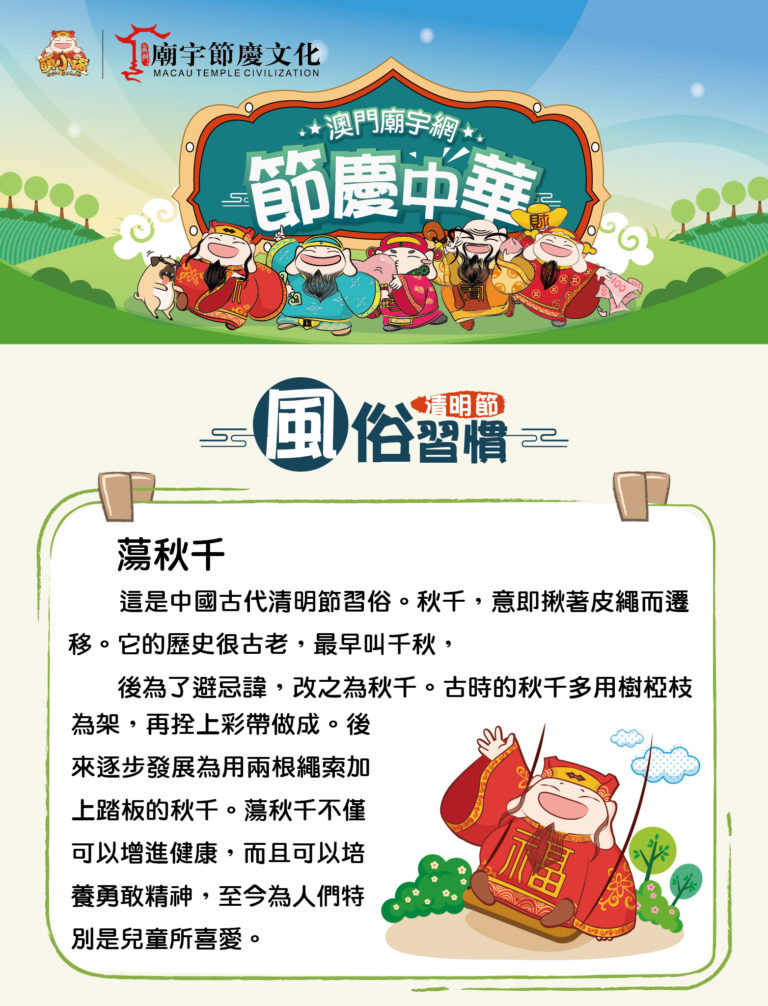 萌小孩
廟宇節慶文化
MACAU TEMPLE CIVILIZATION
澳門廟宇網
節慶中華
財
100
清明節
風俗習慣
蕩秋千
這是中國古代清明節習俗。秋千，意即揪著皮繩而遷
移。它的歷史很古老，最早叫千秋，
後為了避忌諱，改之為秋千。古時的秋千多用樹椏枝
為架，再拴上彩帶做成。後
來逐步發展為用兩根繩索加
上踏板的秋千。蕩秋千不僅
可以增進健康，而且可以培
養勇敢精神，至今為人們特
別是兒童所喜愛。
福